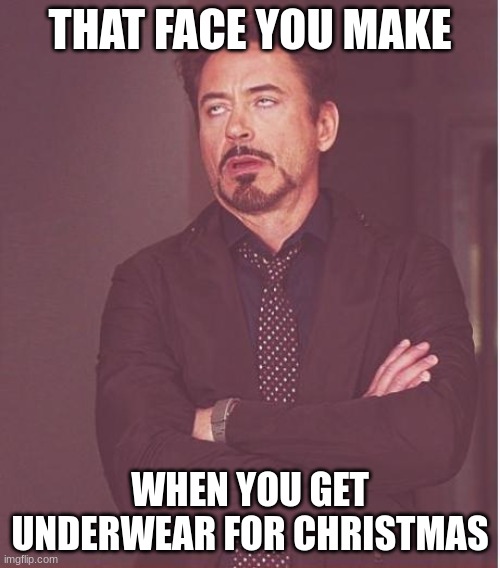 THAT FACE YOU MAKE
WHEN YOU GET
UNDERWEAR FOR CHRISTMAS
imgflip.com